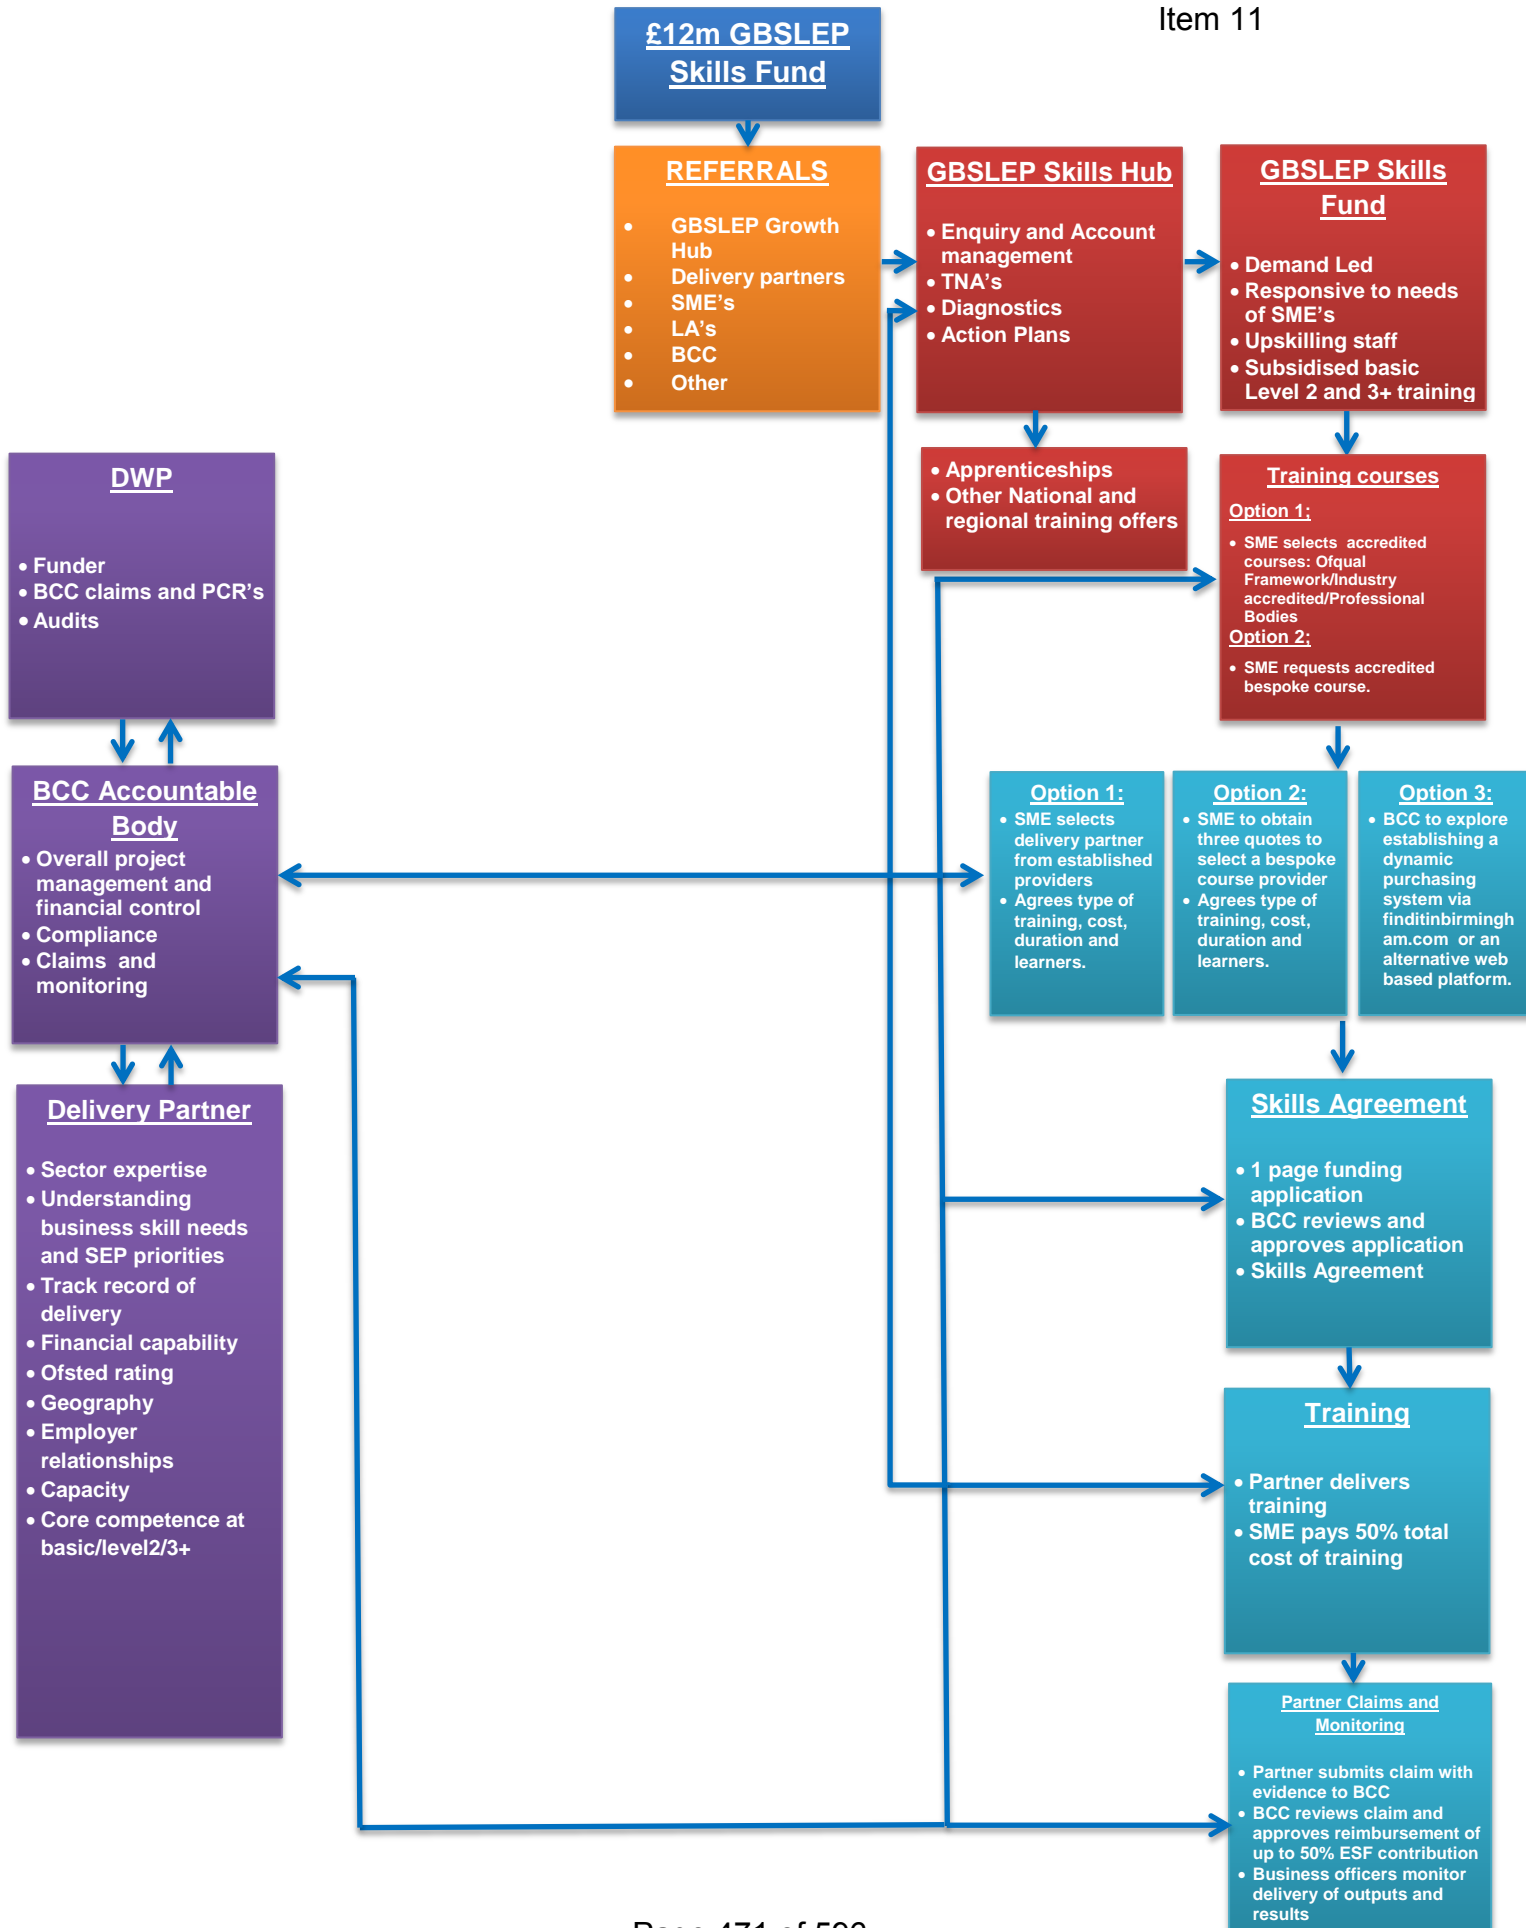 Item 11
£12m GBSLEP
Skills Fund
REFERRALS
• GBSLEP Growth
Hub
• Delivery partners
• SME's
• LA's
• BCC
• Other
GBSLEP Skills Hub
• Enquiry and Account
management
• TNA's
• Diagnostics
• Action Plans
GBSLEP Skills
Fund
• Demand Led
• Responsive to needs
of SME's
• Upskilling staff
• Subsidised basic
Level 2 and 3+ training
• Apprenticeships
• Other National and
regional training offers
Training courses
Option 1;
• SME selects accredited
courses: Ofqual
Framework/Industry
accredited/Professional
Bodies
Option 2;
• SME requests accredited
bespoke course.
DWP
• Funder
• BCC claims and PCR's
• Audits
BCC Accountable
Body
• Overall project
management and
financial control
• Compliance
• Claims and
monitoring
Option 1:
• SME selects
delivery partner
from established
providers
• Agrees type of
training, cost,
duration and
learners.
Option 2:
• SME to obtain
three quotes to
select a bespoke
course provider
• Agrees type of
training, cost,
duration and
learners.
Option 3:
• BCC to explore
establishing a
dynamic
purchasing
system via
finditinbirmingh
am.com or an
alternative web
based platform.
Delivery Partner
• Sector expertise
• Understanding
business skill needs
and SEP priorities
• Track record of
delivery
• Financial capability
• Ofsted rating
• Geography
• Employer
relationships
• Capacity
• Core competence at
basic/level2/3+
Skills Agreement
• 1 page funding
application
• BCC reviews and
approves application
• Skills Agreement
Training
• Partner delivers
training
• SME pays 50% total
cost of training
Partner Claims and
Monitoring
• Partner submits claim with
evidence to BCC
• BCC reviews claim and
approves reimbursement of
up to 50% ESF contribution
• Business officers monitor
delivery of outputs and
results
Page 471 of 596